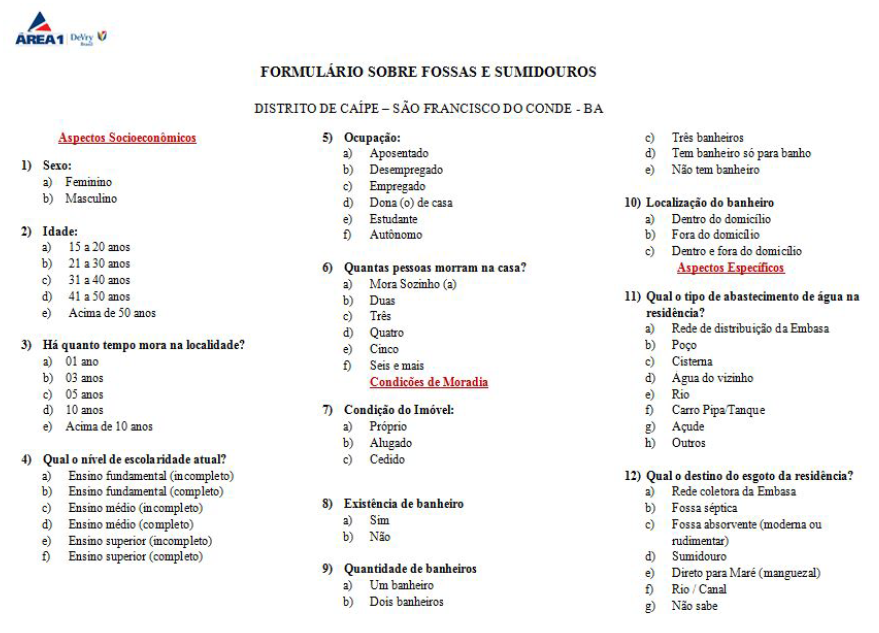 ÁREA1 DeVry Brasil
FORMULÁRIO SOBRE FOSSAS E SUMIDOUROS
DISTRITO DE CAÍPE – SÃO FRANCISCO DO CONDE - BA
Aspectos Socioeconômicos
1) Sexo:
a) Feminino
b) Masculino
2) Idade:
a) 15 a 20 anos
b) 21 a 30 anos
c) 31 a 40 anos
d) 41 a 50 anos
e) Acima de 50 anos
3) Há quanto tempo mora na localidade?
a) 01 ano
b) 03 anos
c) 05 anos
d) 10 anos
e) Acima de 10 anos
4) Qual o nível de escolaridade atual?
a) Ensino fundamental (incompleto)
b) Ensino fundamental (completo)
c) Ensino médio (incompleto)
d) Ensino médio (completo)
e) Ensino superior (incompleto)
f) Ensino superior (completo)
5) Ocupação:
a) Aposentado
b) Desempregado
c) Empregado
d) Dona (o) de casa
e) Estudante
f) Autônomo
6) Quantas pessoas morram na casa?
a) Mora Sozinho (a)
b) Duas
c) Três
d) Quatro
e) Cinco
f) Seis e mais
Condições de Moradia
7) Condição do Imóvel:
a) Próprio
b) Alugado
c) Cedido
8) Existência de banheiro
a) Sim
b) Não
9) Quantidade de banheiros
a) Um banheiro
b) Dois banheiros
c) Três banheiros
d) Tem banheiro só para banho
e) Não tem banheiro
10) Localização do banheiro
a) Dentro do domicílio
b) Fora do domicílio
c) Dentro e fora do domicílio
Aspectos Específicos
11) Qual o tipo de abastecimento de água na
residência?
a) Rede de distribuição da Embasa
b) Poço
c) Cisterna
d) Agua do vizinho
e) Rio
f) Carro Pipa/Tanque
g) Açude
h) Outros
12) Qual o destino do esgoto da residência?
a) Rede coletora da Embasa
b) Fossa séptica
c) Fossa absorvente (moderna ou
rudimentar)
d) Sumidouro
e) Direto para Maré (manguezal)
f) Rio / Canal
g) Não sabe